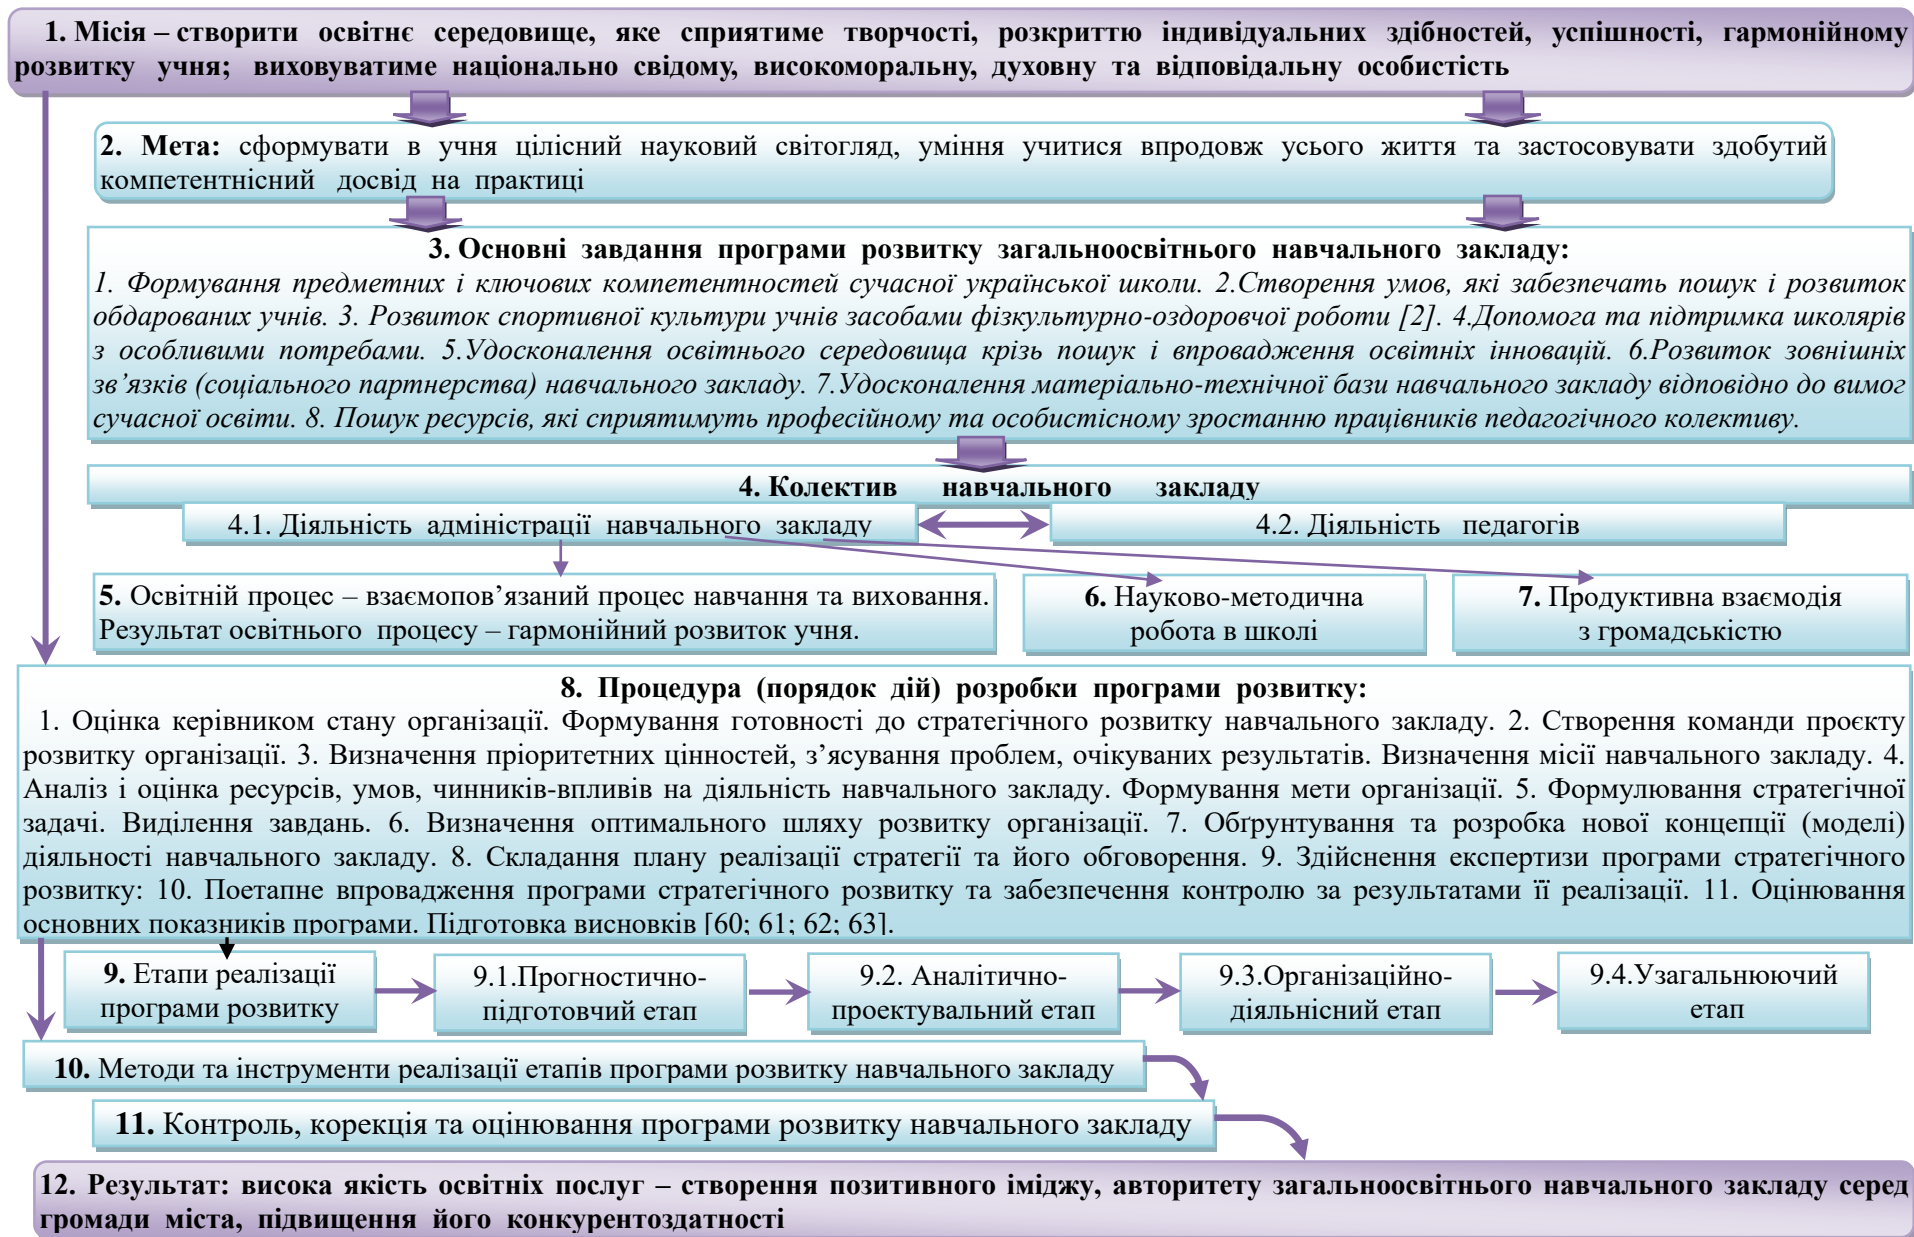 1. Місія – створити освітнє середовище, яке сприятиме творчості, розкриттю індивідуальних здібностей, успішності, гармонійному
розвитку учня; виховуватиме національно свідому, високоморальну, духовну та відповідальну особистість
2. Мета: сформувати в учня цілісний науковий світогляд, уміння учитися впродовж усього життя та застосовувати здобутий
компетентнісний досвід на практиці
3. Основні завдання програми розвитку загальноосвітнього навчального закладу:
1. Формування предметних і ключових компетентностей сучасної української школи. 2.Створення умов, які забезпечать пошук і розвиток
обдарованих учнів. 3. Розвиток спортивної культури учнів засобами фізкультурно-оздоровчої роботи [2]. 4.Допомога та підтримка школярів
з особливими потребами. 5.Удосконалення освітнього середовища крізь пошук і впровадження освітніх інновацій. 6.Розвиток зовнішніх
зв’язків (соціального партнерства) навчального закладу. 7.Удосконалення матеріально-технічної бази навчального закладу відповідно до вимог
сучасної освіти. 8. Пошук ресурсів, які сприятимуть професійному та особистісному зростанню працівників педагогічного колективу.
4. Колектив навчального закладу
4.1. Діяльність адміністрації навчального закладу
4.2. Діяльність педагогів
5. Освітній процес – взаємопов’язаний процес навчання та виховання.
Результат освітнього процесу – гармонійний розвиток учня.
6. Науково-методична
робота в школі
7. Продуктивна взаємодія
з громадськістю
8. Процедура (порядок дій) розробки програми розвитку:
1. Оцінка керівником стану організації. Формування готовності до стратегічного розвитку навчального закладу. 2. Створення команди проєкту
розвитку організації. 3. Визначення пріоритетних цінностей, з’ясування проблем, очікуваних результатів. Визначення місії навчального закладу. 4.
Аналіз і оцінка ресурсів, умов, чинників-впливів на діяльність навчального закладу. Формування мети організації. 5. Формулювання стратегічної
задачі. Виділення завдань. 6. Визначення оптимального шляху розвитку організації. 7. Обґрунтування та розробка нової концепції (моделі)
діяльності навчального закладу. 8. Складання плану реалізації стратегії та його обговорення. 9. Здійснення експертизи програми стратегічного
розвитку: 10. Поетапне впровадження програми стратегічного розвитку та забезпечення контролю за результатами її реалізації. 11. Оцінювання
основних показників програми. Підготовка висновків [60; 61; 62; 63].
9. Етапи реалізації
програми розвитку
9.1.Прогностично-
підготовчий етап
9.2. Аналітично-
проектувальний етап
9.3.Організаційно-
діяльнісний етап
9.4.Узагальнюючий
етап
10. Методи та інструменти реалізації етапів програми розвитку навчального закладу
11. Контроль, корекція та оцінювання програми розвитку навчального закладу
12. Результат: висока якість освітніх послуг – створення позитивного іміджу, авторитету загальноосвітнього навчального закладу серед
громади міста, підвищення його конкурентоздатності